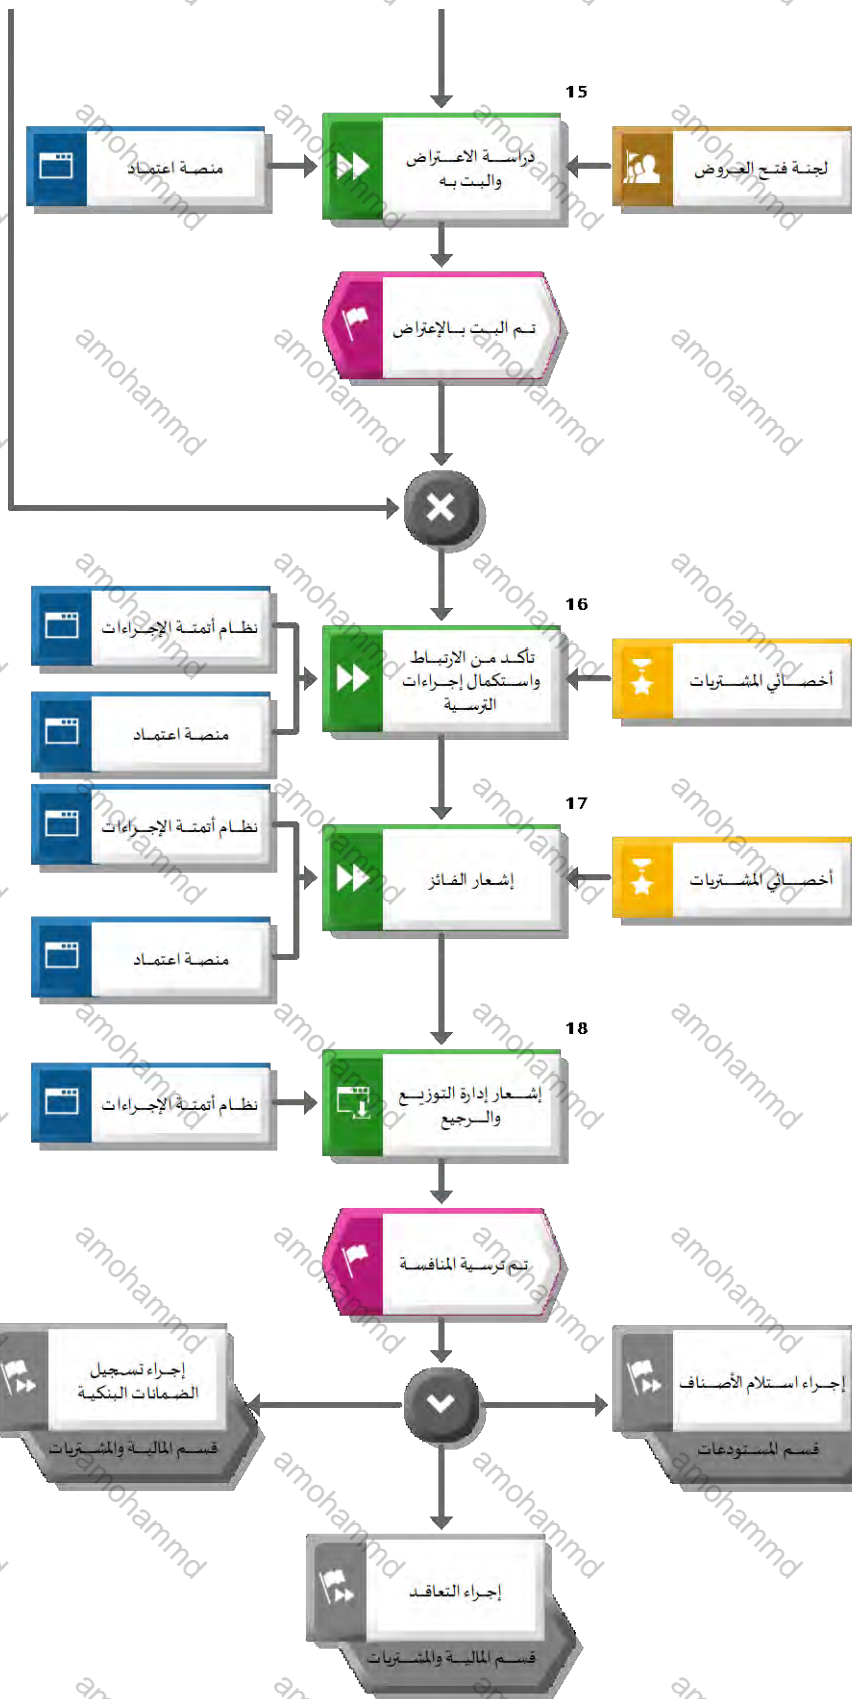 15
لجنة فتح العروض
دراسة الاعتراض
والبت به
منصة اعتماد
تم البت بالإعتراض
16
أخصائي المشتريات
تأكد من الارتباط
واستكمال إجراءات
الترسية
نظام أتمتة الإجراءات
منصة اعتماد
17
أخصائي المشتريات
إشعار الفائز
نظام أتمتة الإجراءات
منصة اعتماد
18
إشعار إدارة التوزيع
والرجيع
نظام أتمتة الإجراءات
تم ترسية المنافسة
إجراء استلام الأصناف
قسم المستودعات
إجراء تسجيل
الضمانات البنكية
قسم المالية والمشتريات
إجراء التعاقد
قسم المالية والمشتريات
amohammd